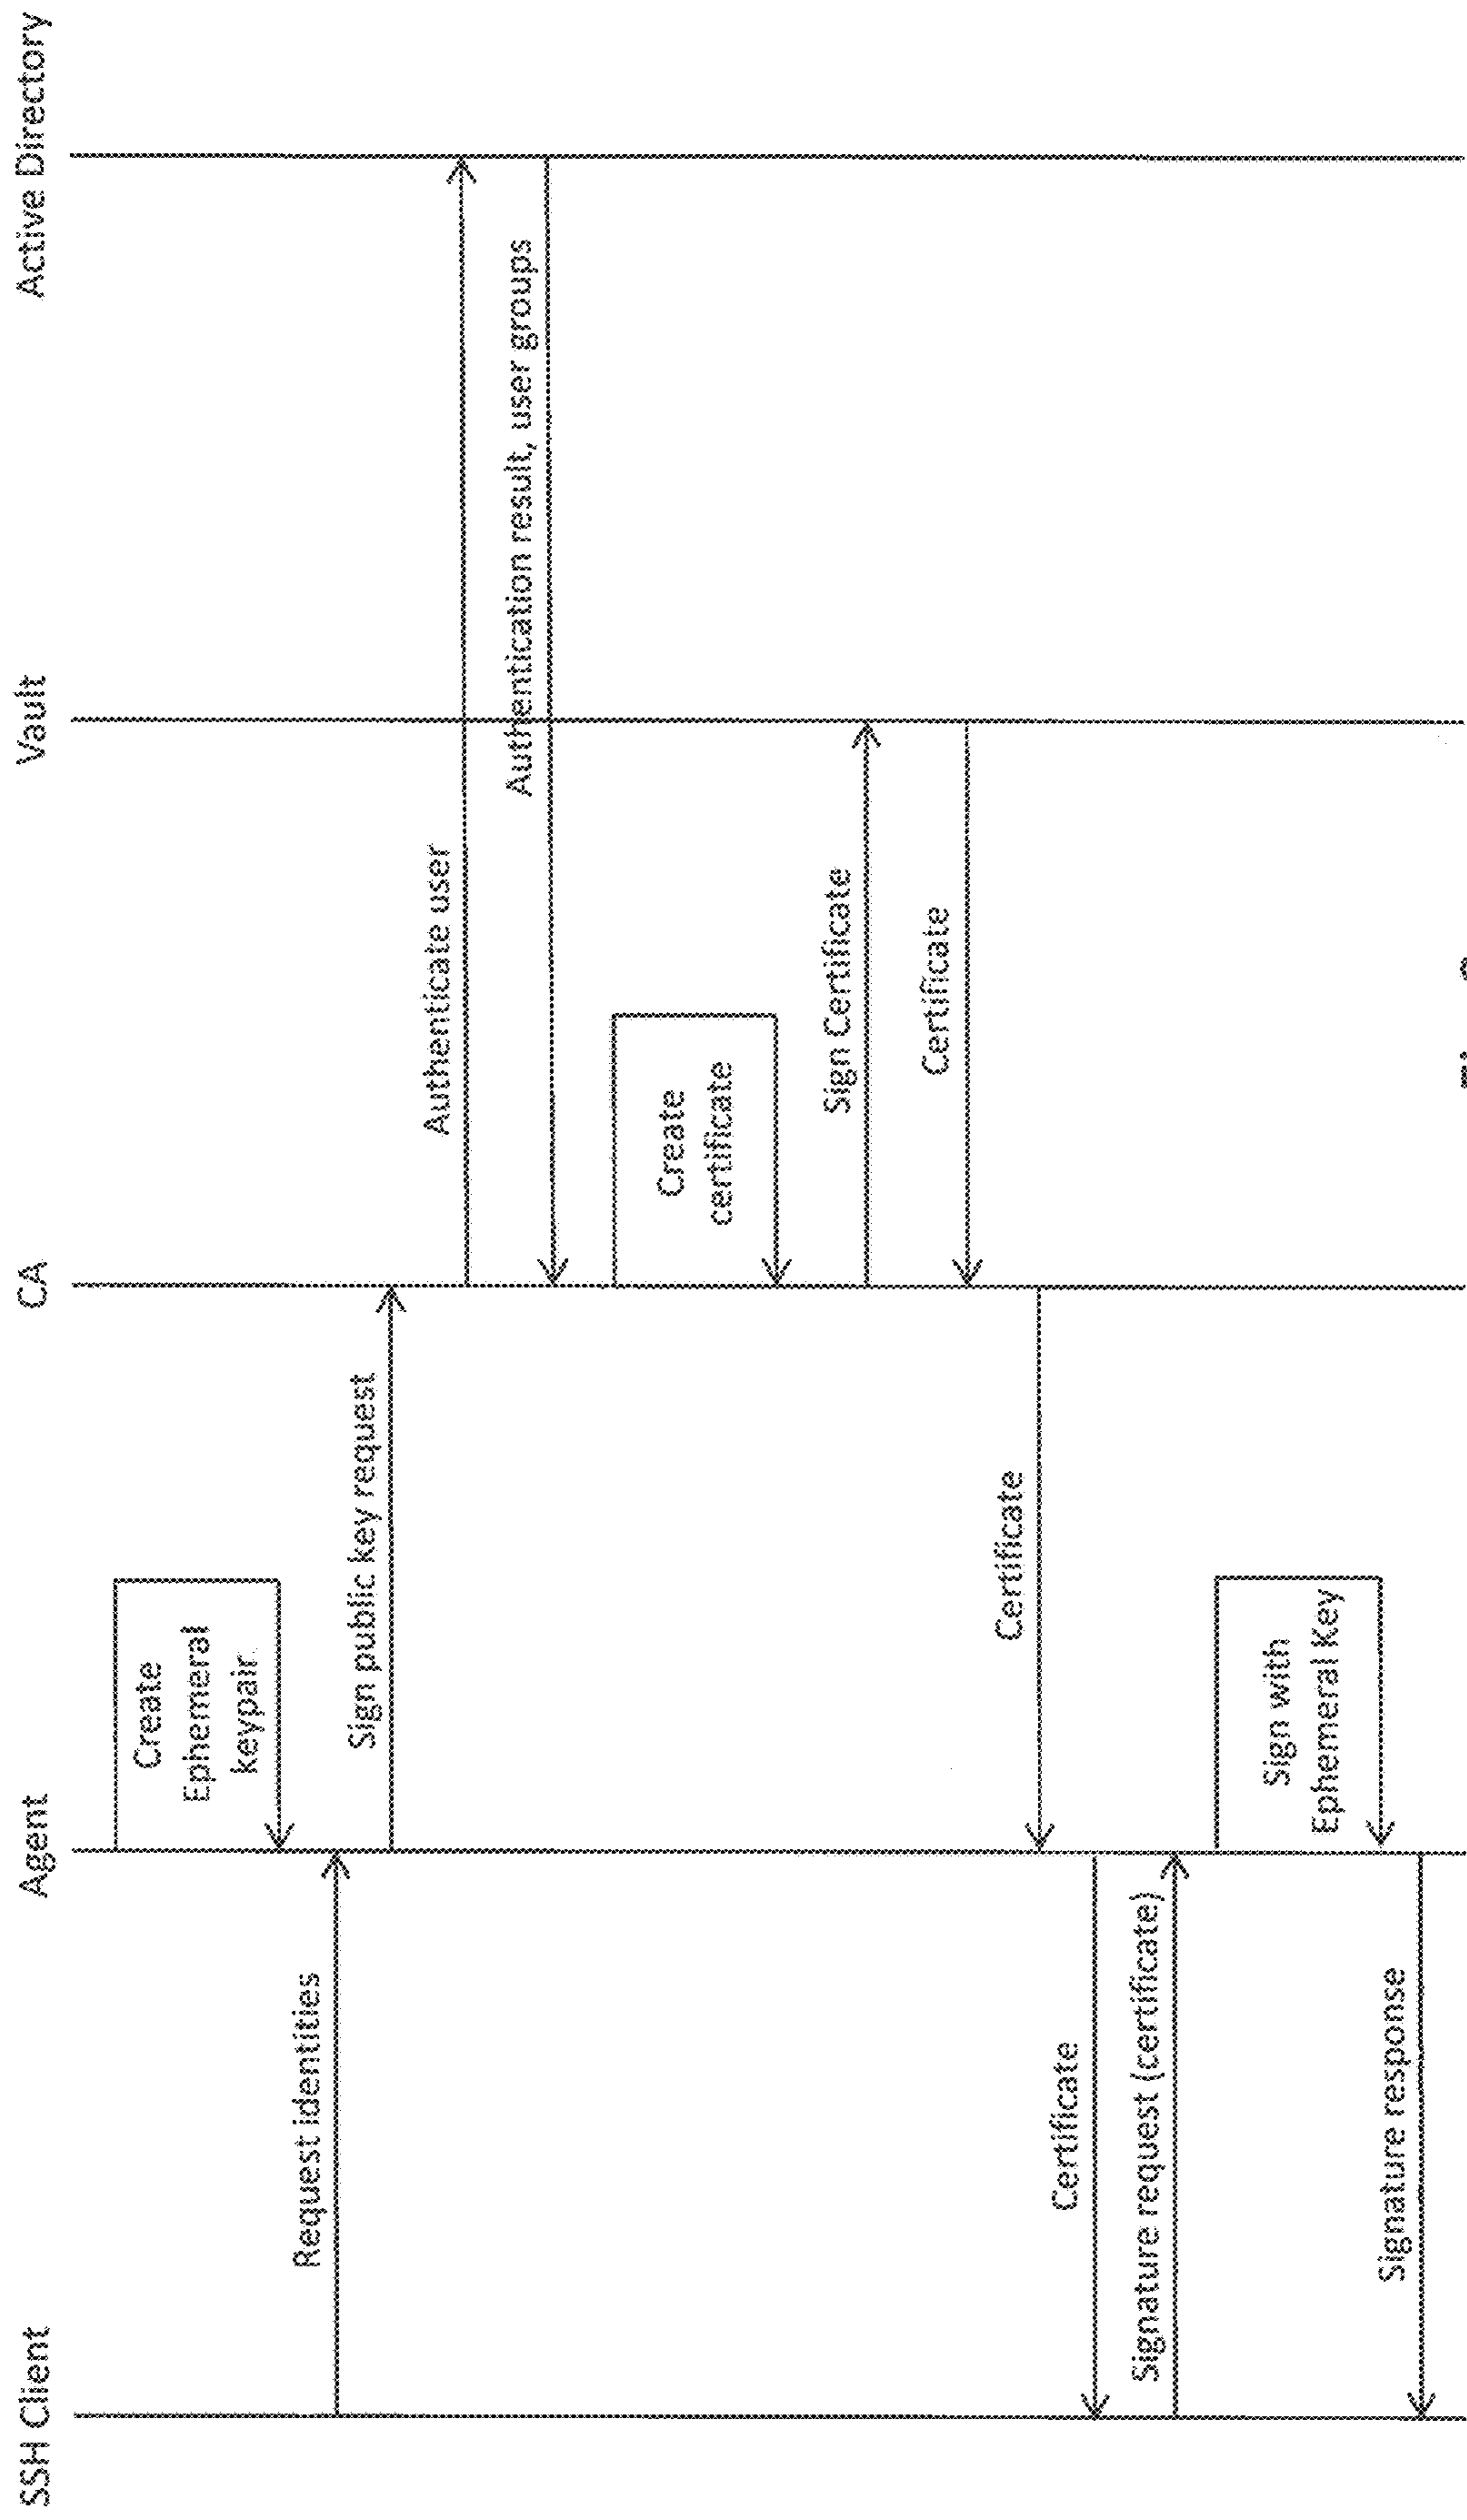 SSH Client
Agent
CA
Vault
Active Directory
Create
Ephemeral
keypair
Request identities
Sign public key request
Authenticate user
Authentication result, user groups
Create
certificate
Sign Certificate
Certificate
Certificate
Certificate
Signature request (certificate)
Sign with
Ephemeral Key
Signature response